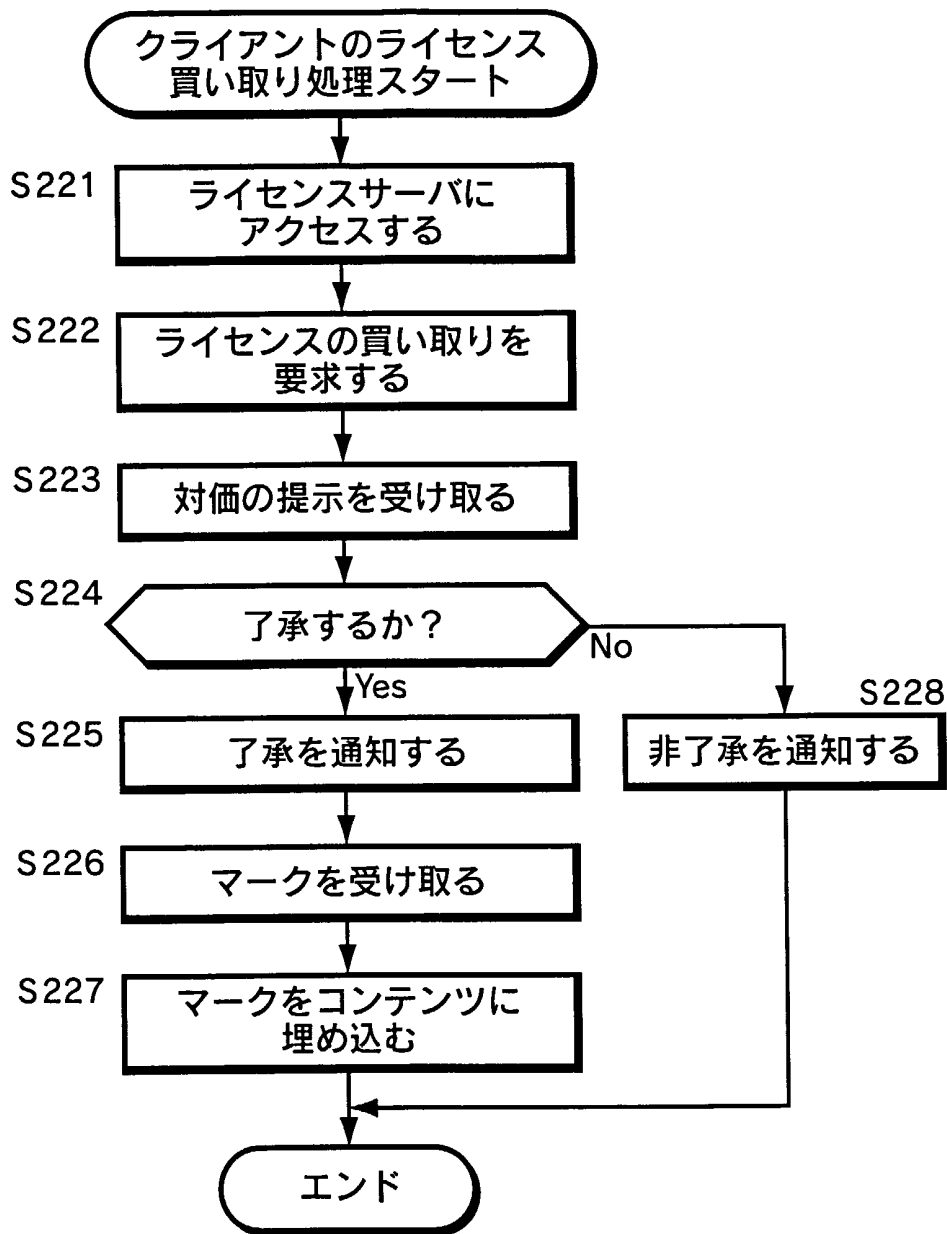 クライアントのライセンス
買い取り処理スタート
S221
ライセンスサーバに
アクセスする
S222
ライセンスの買い取りを
要求する
S223
対価の提示を受け取る
S224
了承するか？
No
Yes
S228
S225
了承を通知する
非了承を通知する
S226
マークを受け取る
S227
マークをコンテンツに
埋め込む
エンド